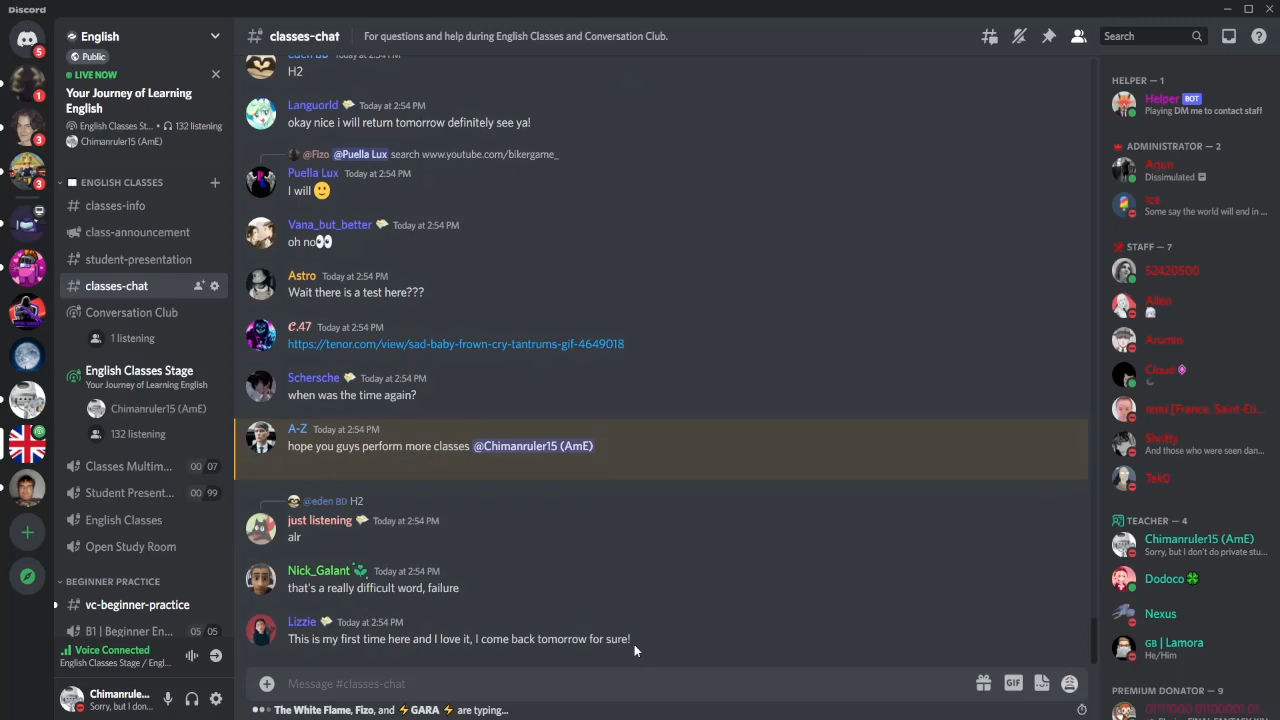 Discord
English
Public
LIVE NOW
Your Journey of Learning
English
English Classes St... • 132 listening
Chimanruler15 (AmE)
ENGLISH CLASSES
classes-info
class-announcement
student-presentation
classes-chat
Conversation Club
1 listening
English Classes Stage
Your Journey of Learning English
Chimanruler15 (AmE)
132 listening
Classes Multim... 00 07
Student Present... 00 99
English Classes
Open Study Room
BEGINNER PRACTICE
vc-beginner-practice
B1 | Beginner En... 05 05
Voice Connected
English Classes Stage / Engl...
Chimanrule...
Sorry, but I don...
5
1
3
3
classes-chat For questions and help during English Classes and Conversation Club.
Search
Today at 2:54 PM
H2
Languorld Today at 2:54 PM
okay nice i will return tomorrow definitely see ya!
@Fizo @Puella Lux search www.youtube.com/bikergame_
Puella Lux Today at 2:54 PM
I will
Vana_but_better Today at 2:54 PM
oh no
Astro Today at 2:54 PM
Wait there is a test here???
C.47 Today at 2:54 PM
https://tenor.com/view/sad-baby-frown-cry-tantrums-gif-4649018
Schersche Today at 2:54 PM
when was the time again?
A-Z Today at 2:54 PM
hope you guys perform more classes @Chimanruler15 (AmE)
@eden BD H2
just listening Today at 2:54 PM
alr
Nick_Galant Today at 2:54 PM
that's a really difficult word, failure
Lizzie Today at 2:54 PM
This is my first time here and I love it, I come back tomorrow for sure!
Message #classes-chat
GIF
The White Flame, Fizo, and ⚡GARA⚡ are typing...
HELPER — 1
Helper BOT
Playing DM me to contact staff
ADMINISTRATOR — 2
Arjun
Dissimulated
Ice
Some say the world will end in ...
STAFF — 7
52420500
Allen
Cloud
remi [France, Saint-Eti...
Shriffy
And those who were seen dan...
TekD
TEACHER — 4
Chimanruler15 (AmE)
Sorry, but I don't do private stu...
Dodoco
Nexus
GB | Lamora
He/Him
PREMIUM DONATOR — 9